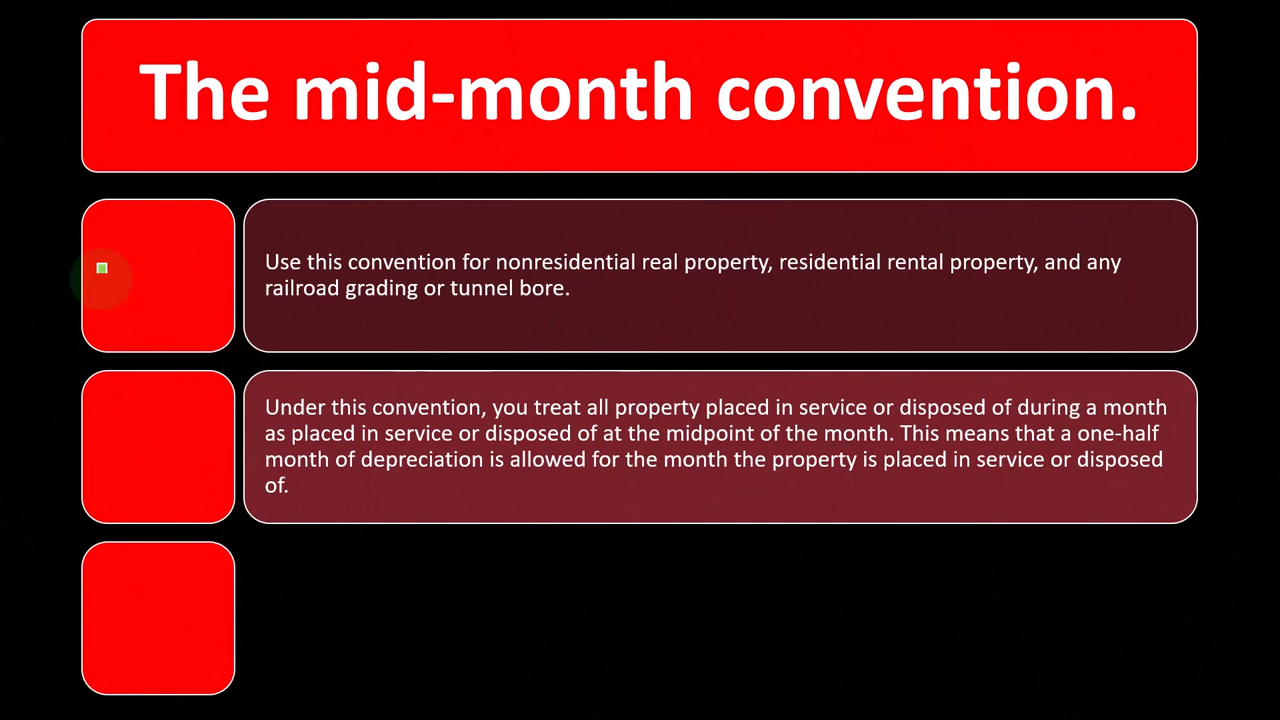 The mid-month convention.
Use this convention for nonresidential real property, residential rental property, and any
railroad grading or tunnel bore.
Under this convention, you treat all property placed in service or disposed of during a month
as placed in service or disposed of at the midpoint of the month. This means that a one-half
month of depreciation is allowed for the month the property is placed in service or disposed
of.